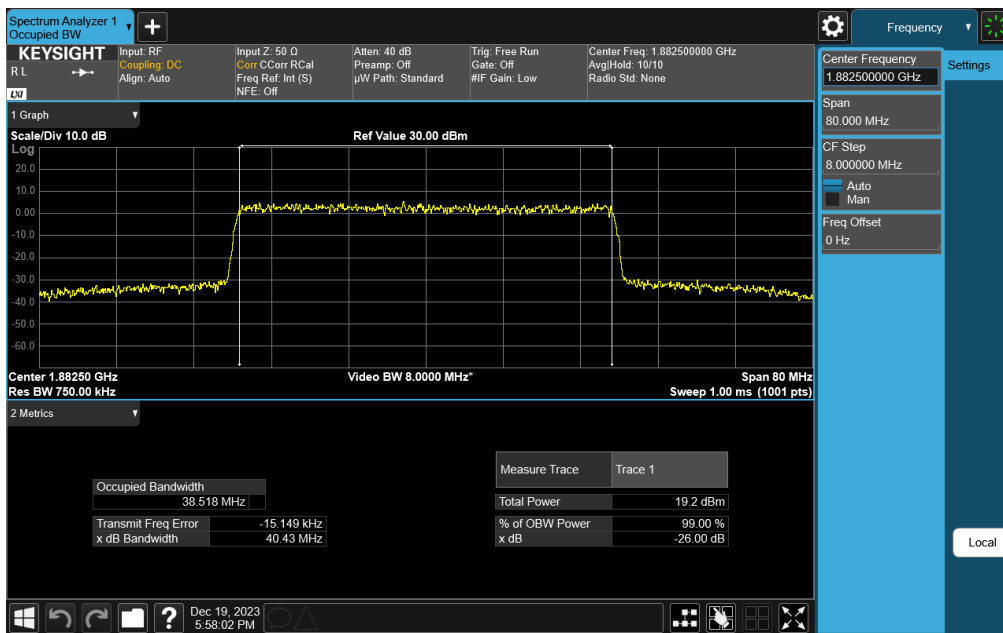 Spectrum Analyzer 1
Occupied BW
Frequency
KEYSIGHT
R L
LXI
Input: RF
Coupling: DC
Align: Auto
Input Z: 50 Ω
Corr CCorr RCal
Freq Ref: Int (S)
NFE: Off
Atten: 40 dB
Preamp: Off
µW Path: Standard
Trig: Free Run
Gate: Off
#IF Gain: Low
Center Freq: 1.882500000 GHz
Avg|Hold: 10/10
Radio Std: None
Center Frequency
1.882500000 GHz
Settings
Span
80.000 MHz
CF Step
8.000000 MHz
Auto
Man
Freq Offset
0 Hz
Local
1 Graph
Scale/Div 10.0 dB
Ref Value 30.00 dBm
Log
20.0
10.0
0.00
-10.0
-20.0
-30.0
-40.0
-50.0
-60.0
Center 1.88250 GHz
Video BW 8.0000 MHz*
Span 80 MHz
Res BW 750.00 kHz
Sweep 1.00 ms (1001 pts)
2 Metrics
Occupied Bandwidth
38.518 MHz
Transmit Freq Error -15.149 kHz
x dB Bandwidth 40.43 MHz
Measure Trace Trace 1
Total Power 19.2 dBm
% of OBW Power 99.00 %
x dB -26.00 dB
?
Dec 19, 2023
5:58:02 PM